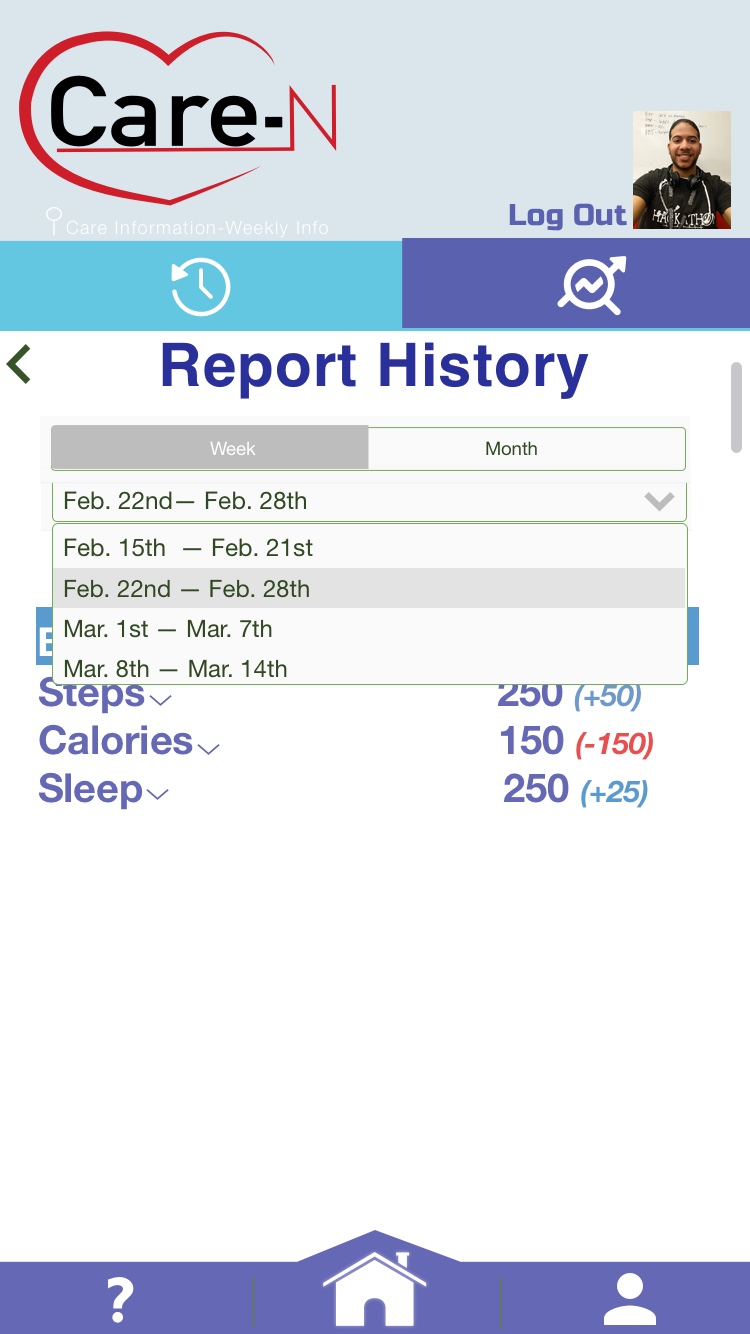 Care-N
Care Information-Weekly Info
Log Out
Report History
Week
Month
Feb. 22nd— Feb. 28th
Feb. 15th — Feb. 21st
Feb. 22nd — Feb. 28th
Mar. 1st — Mar. 7th
Mar. 8th — Mar. 14th
Steps 250 (+50)
Calories 150 (-150)
Sleep 250 (+25)
?